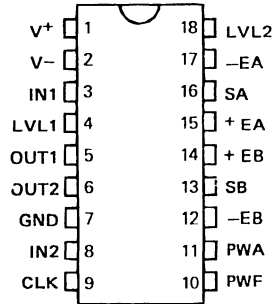 V+ 1 18 LVL2
V− 2 17 −EA
IN1 3 16 SA
LVL1 4 15 +EA
OUT1 5 14 +EB
OUT2 6 13 SB
GND 7 12 −EB
IN2 8 11 PWA
CLK 9 10 PWF